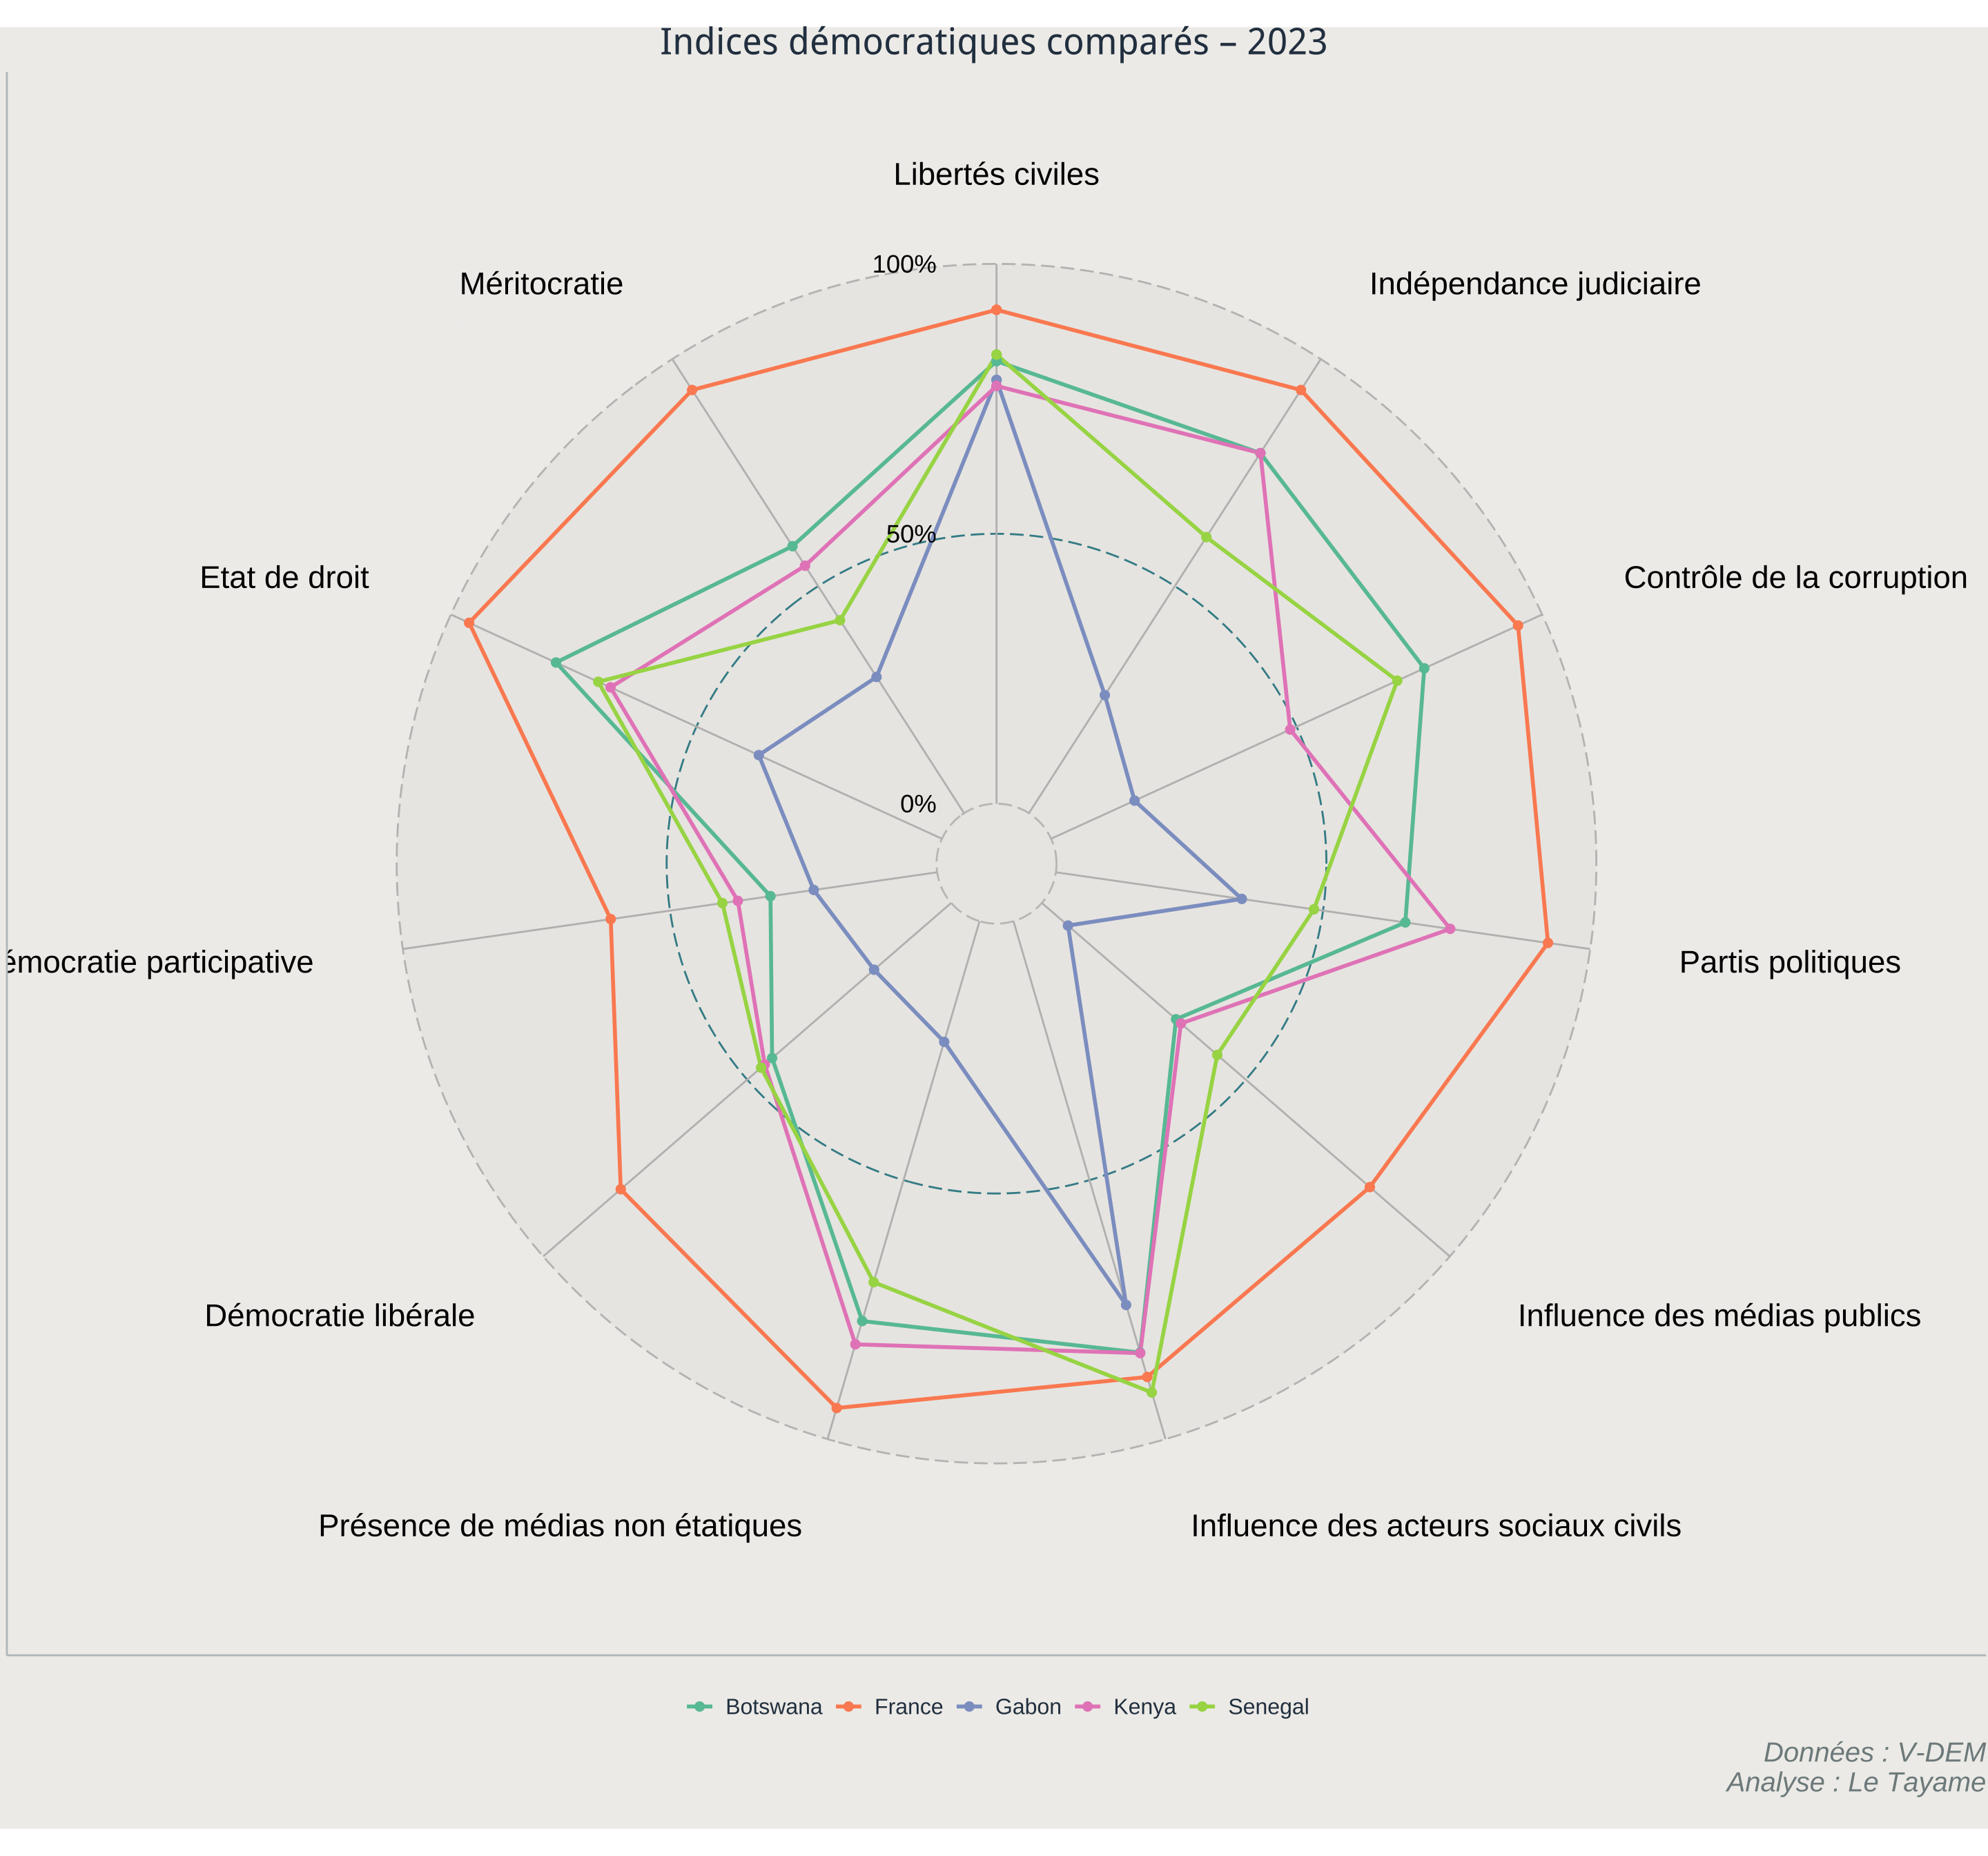 Indices démocratiques comparés – 2023
Libertés civiles
Méritocratie
Indépendance judiciaire
100%
Etat de droit
Contrôle de la corruption
50%
0%
émocratie participative
Partis politiques
Démocratie libérale
Influence des médias publics
Présence de médias non étatiques
Influence des acteurs sociaux civils
Botswana France Gabon Kenya Senegal
Données : V-DEM
Analyse : Le Tayame